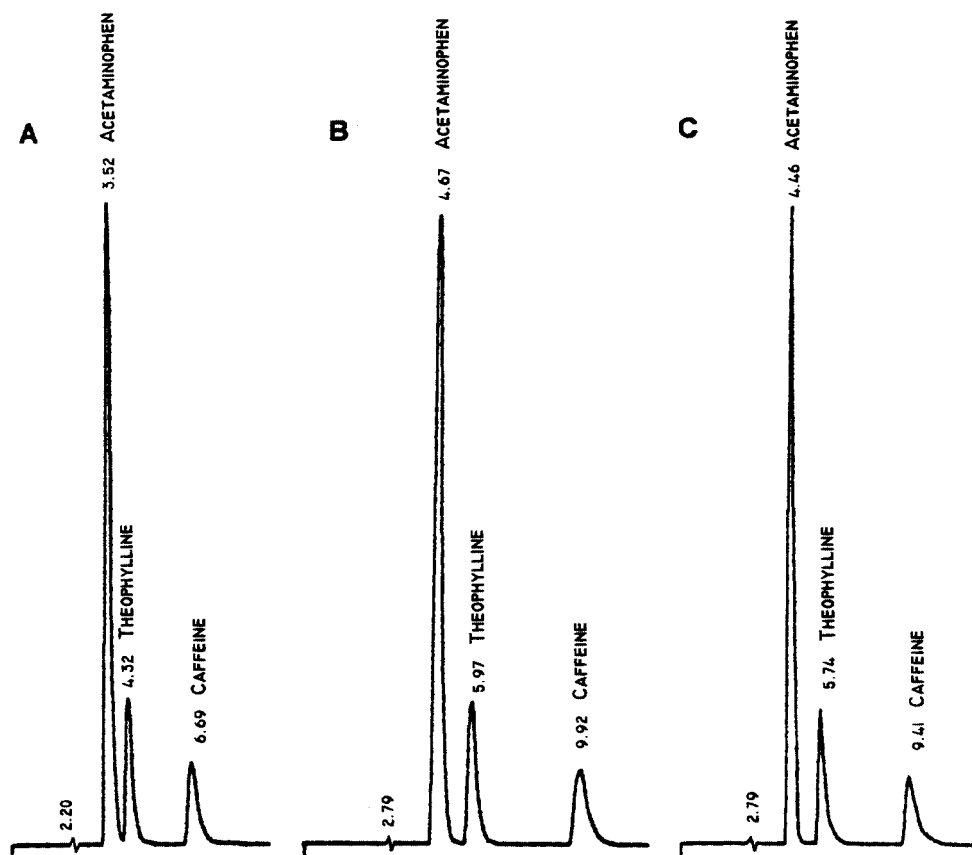 A
2.20
3.52 ACETAMINOPHEN
4.32 THEOPHYLLINE
6.69 CAFFEINE
B
2.79
4.67 ACETAMINOPHEN
5.97 THEOPHYLLINE
9.92 CAFFEINE
C
2.79
4.46 ACETAMINOPHEN
5.74 THEOPHYLLINE
9.41 CAFFEINE